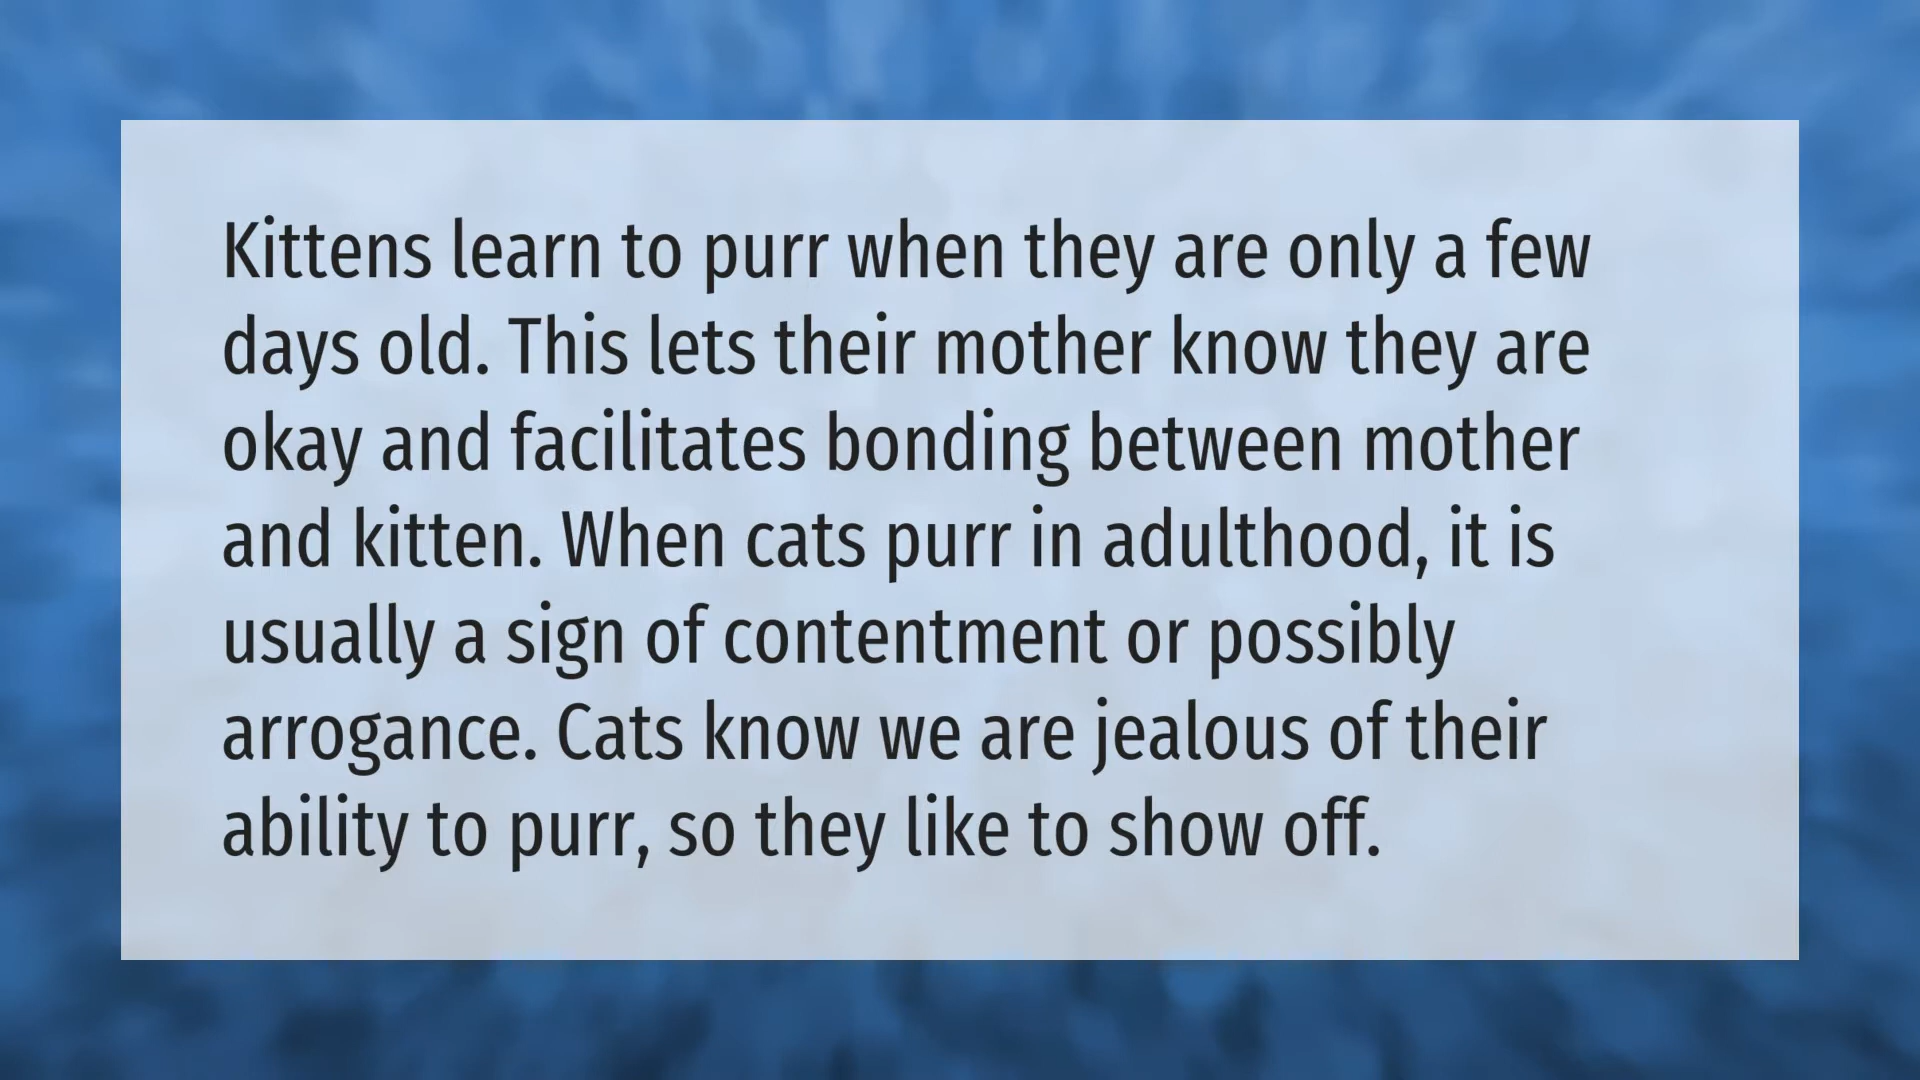 Kittens learn to purr when they are only a few
days old. This lets their mother know they are
okay and facilitates bonding between mother
and kitten. When cats purr in adulthood, it is
usually a sign of contentment or possibly
arrogance. Cats know we are jealous of their
ability to purr, so they like to show off.